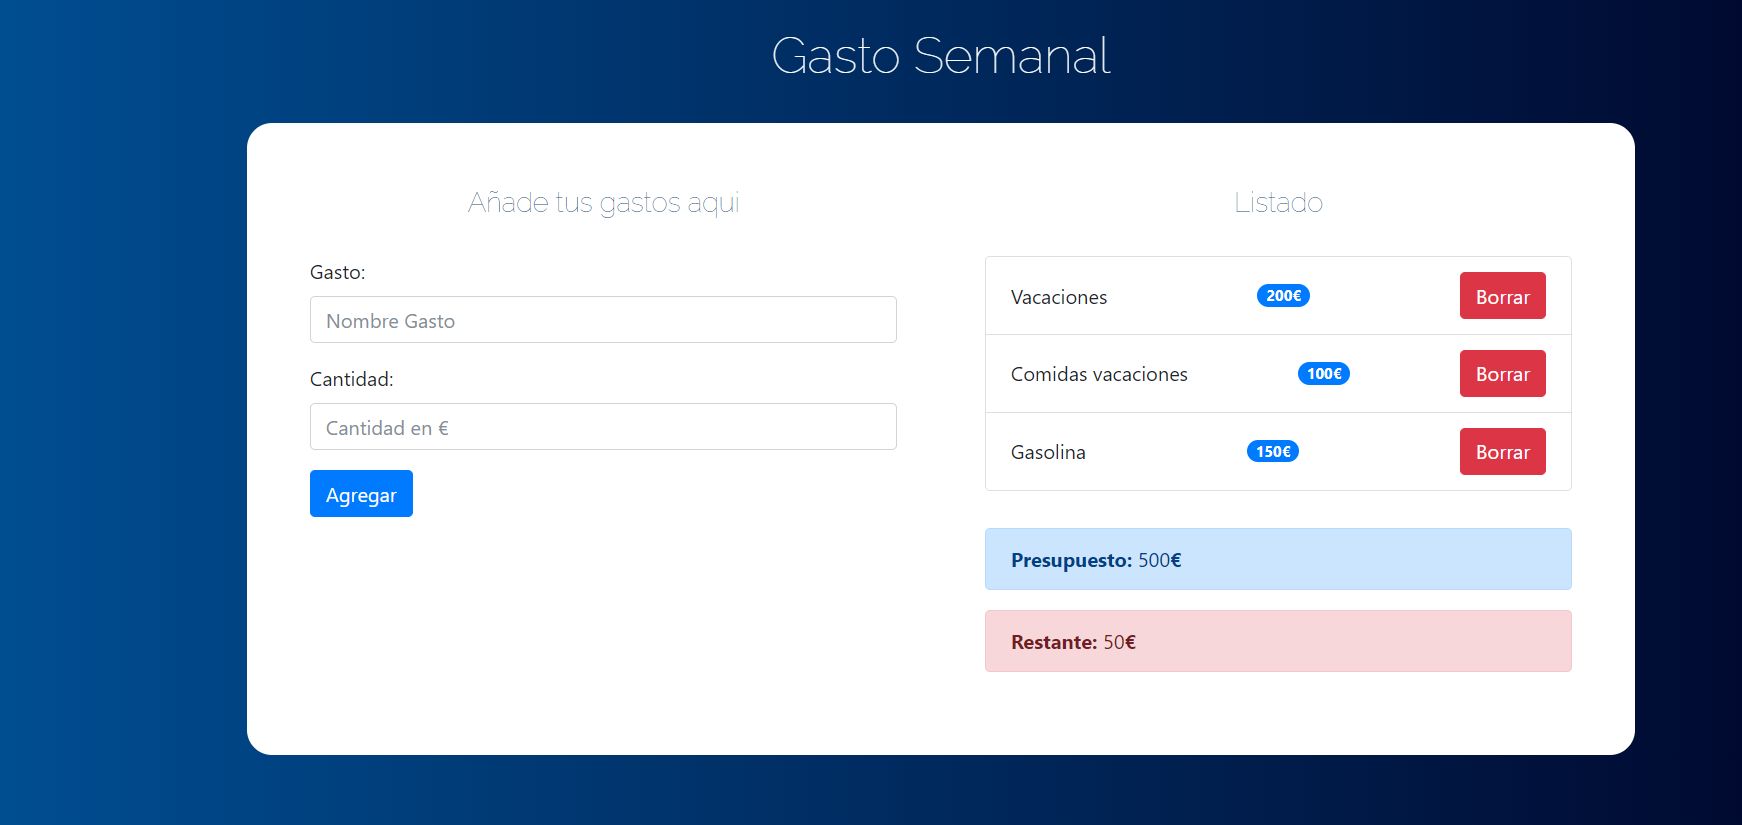 Gasto Semanal
Añade tus gastos aqui
Gasto:
Nombre Gasto
Cantidad:
Cantidad en €
Agregar
Listado
Vacaciones 200€ Borrar
Comidas vacaciones 100€ Borrar
Gasolina 150€ Borrar
Presupuesto: 500€
Restante: 50€